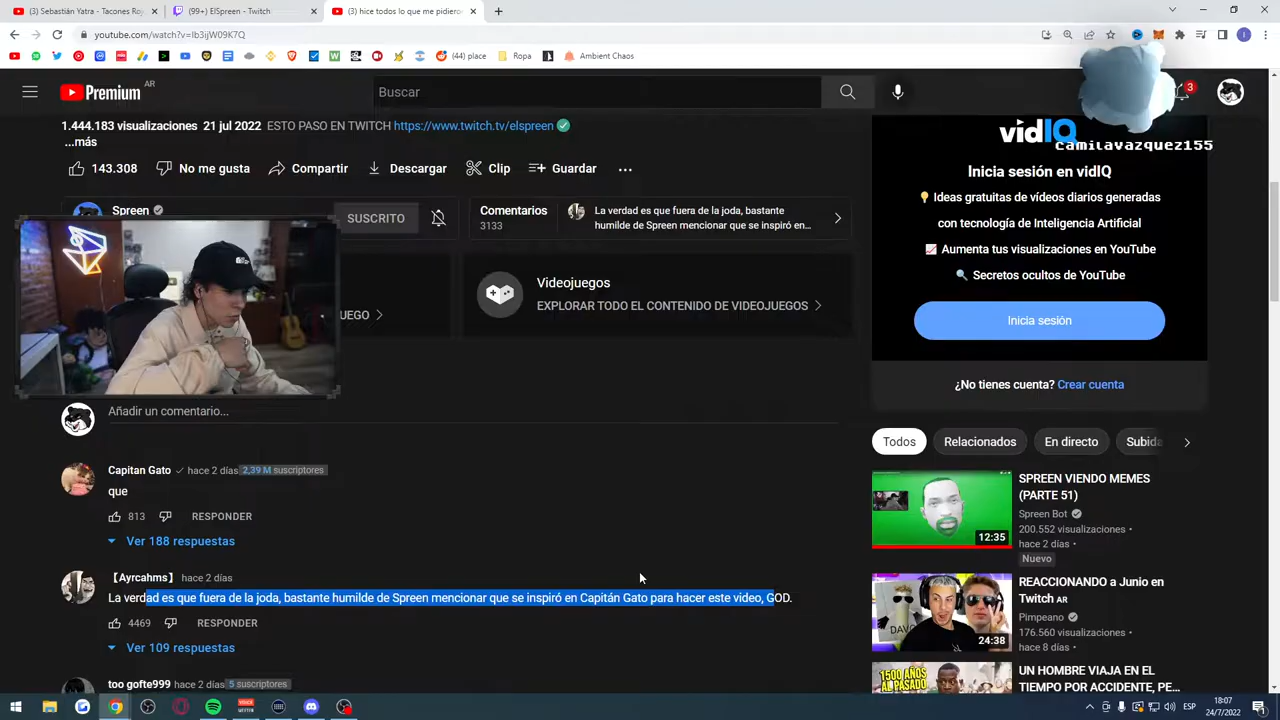 (3) Sebastián Yatra - Tacones Ro
(99+) ElSpreen - Twitch
(3) hice todos lo que me pidiero
youtube.com/watch?v=lb3ijW09K7Q
(44) place
Ropa
Ambient Chaos
Premium AR
Buscar
3
1.444.183 visualizaciones 21 jul 2022 ESTO PASO EN TWITCH https://www.twitch.tv/elspreen
...más
143.308
No me gusta
Compartir
Descargar
Clip
Guardar
Spreen
SUSCRITO
Comentarios
3133
La verdad es que fuera de la joda, bastante
humilde de Spreen mencionar que se inspiró en...
UEGO
Videojuegos
EXPLORAR TODO EL CONTENIDO DE VIDEOJUEGOS
Añadir un comentario...
Capitan Gato hace 2 días 2,39 M suscriptores
que
813 RESPONDER
Ver 188 respuestas
【Ayrcahms】 hace 2 días
La verdad es que fuera de la joda, bastante humilde de Spreen mencionar que se inspiró en Capitán Gato para hacer este video, GOD.
4469 RESPONDER
Ver 109 respuestas
too gofte999 hace 2 días 5 suscriptores
vidIQ
camilavazquez155
Inicia sesión en vidIQ
Ideas gratuitas de vídeos diarios generadas
con tecnología de Inteligencia Artificial
Aumenta tus visualizaciones en YouTube
Secretos ocultos de YouTube
Inicia sesión
¿No tienes cuenta? Crear cuenta
Todos
Relacionados
En directo
Subida
SPREEN VIENDO MEMES
(PARTE 51)
Spreen Bot
200.552 visualizaciones •
hace 2 días •
Nuevo
12:35
REACCIONANDO a Junio en
Twitch AR
Pimpeano
176.560 visualizaciones •
hace 8 días •
24:38
1500 AÑOS
AL PASADO
UN HOMBRE VIAJA EN EL
TIEMPO POR ACCIDENTE, PE...
ESP
18:07
24/7/2022